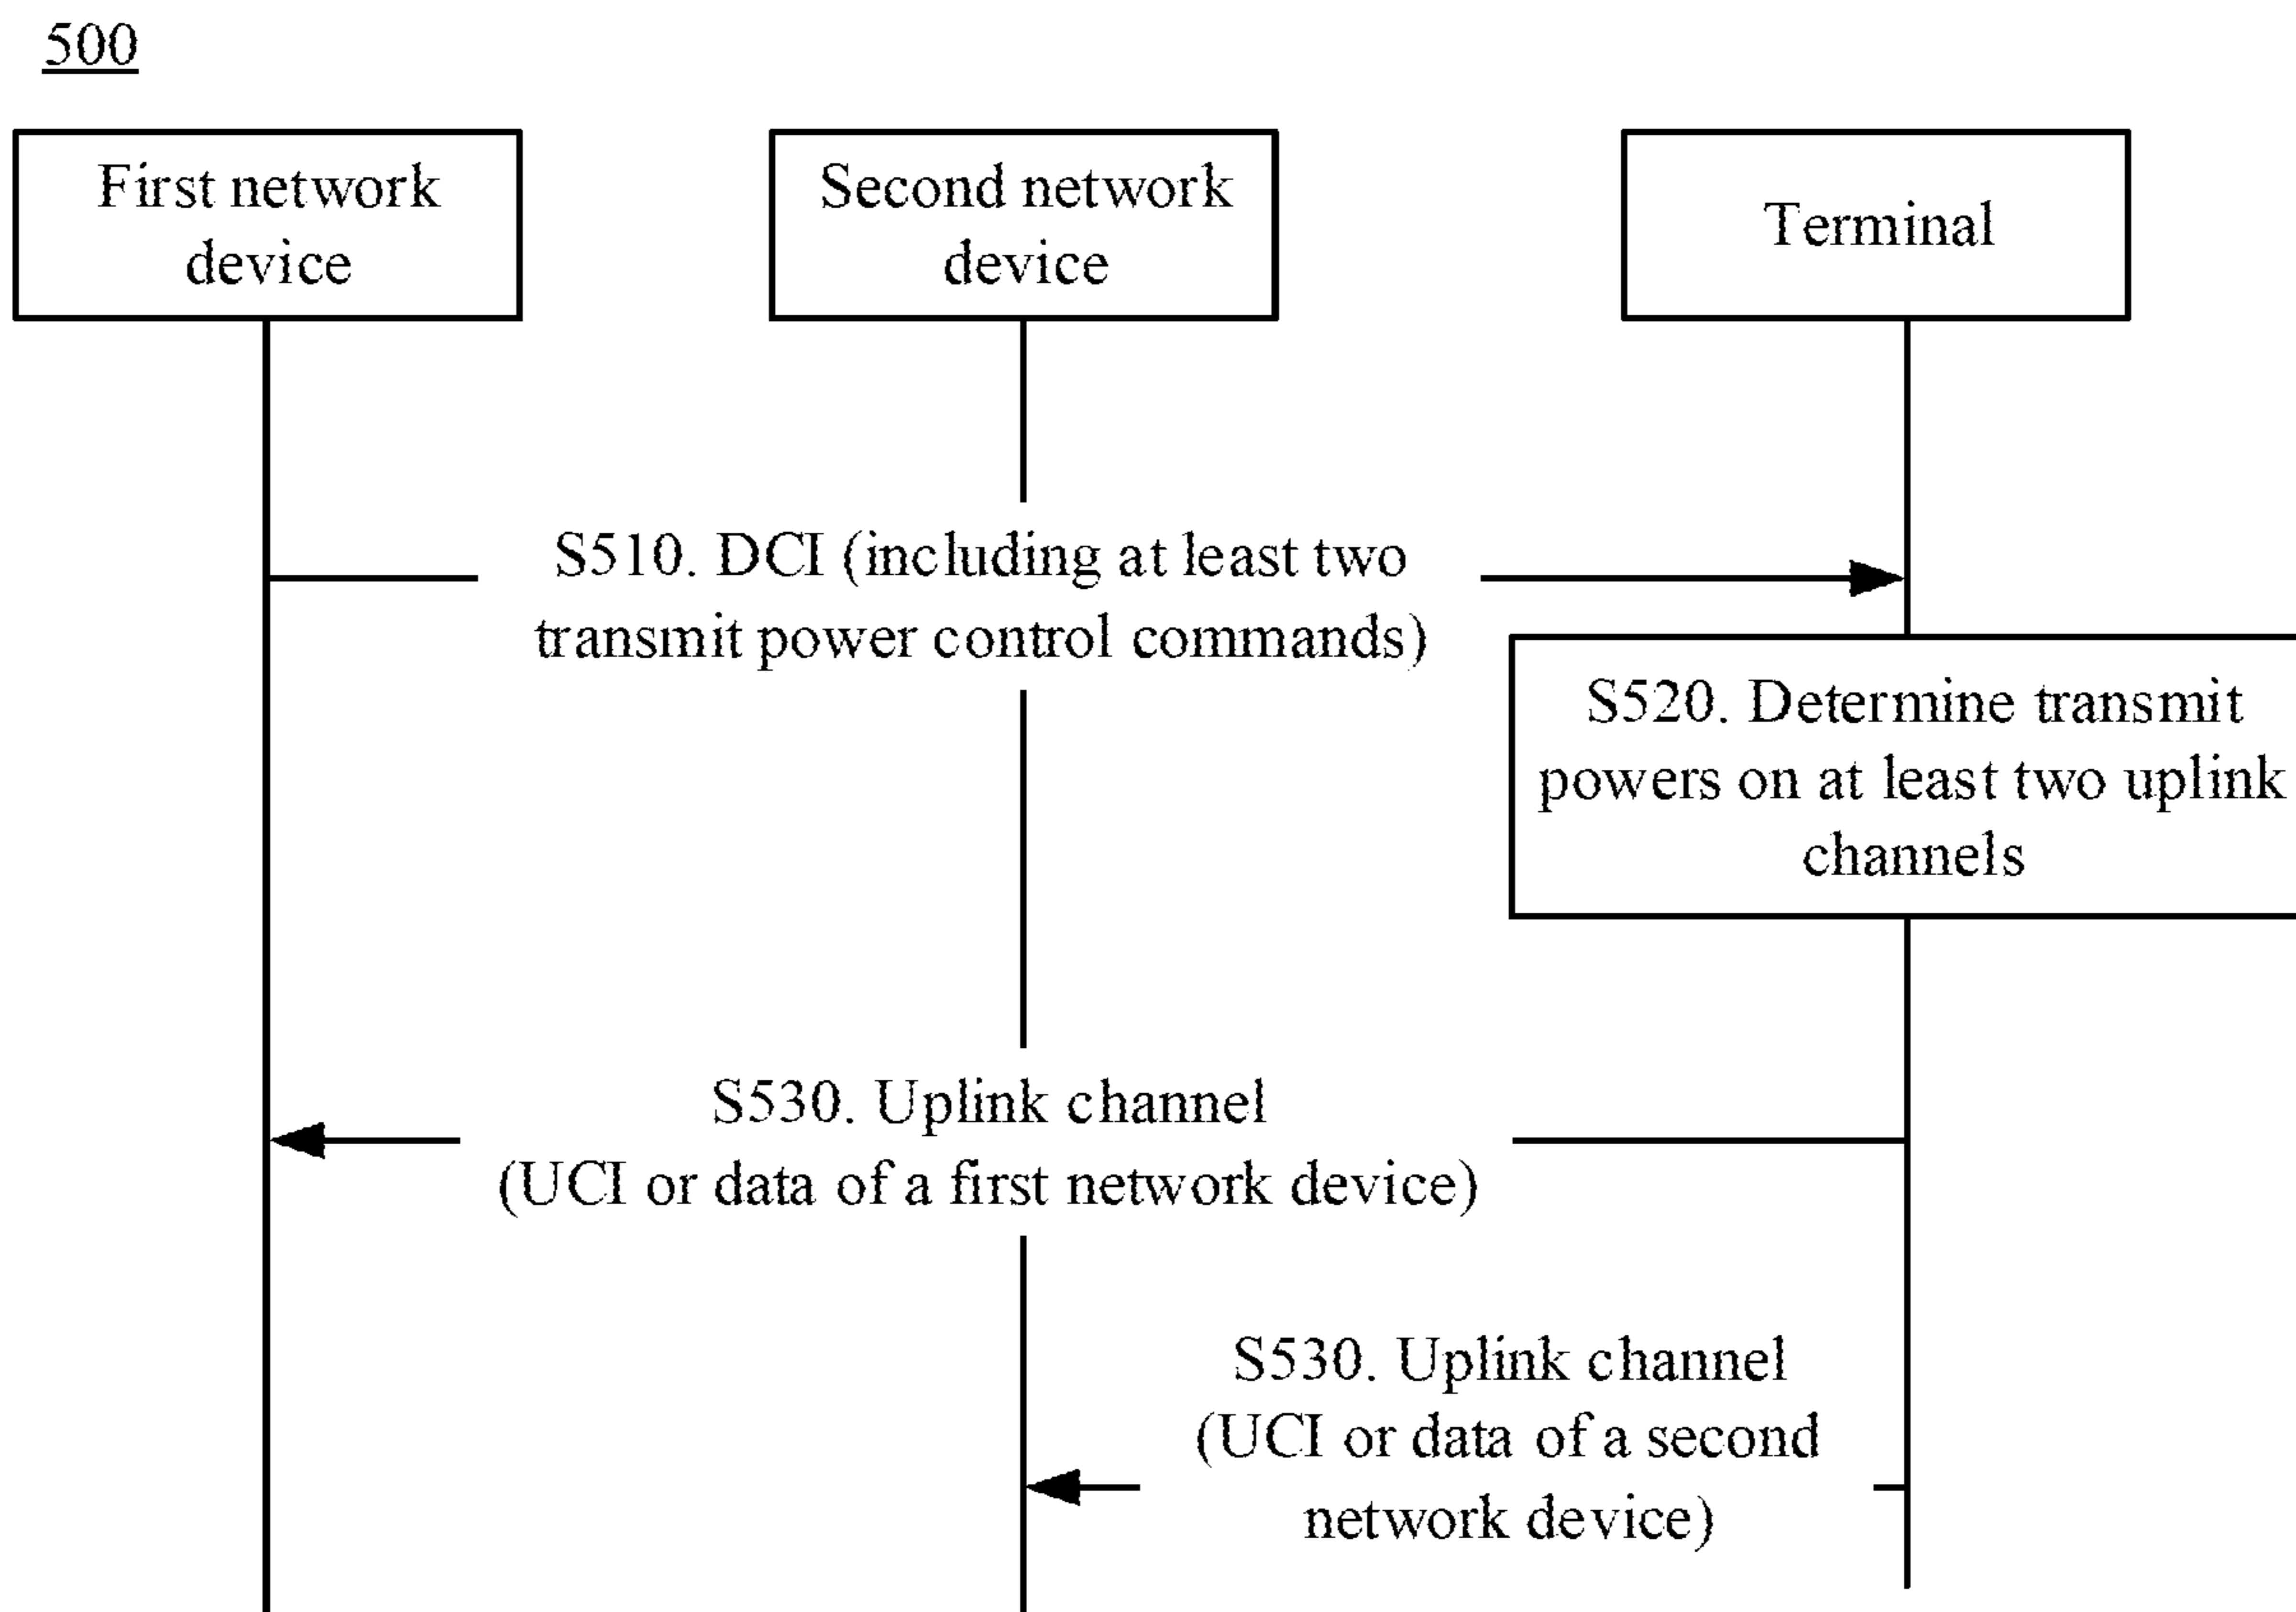 500
First network
device
Second network
device
Terminal
S510. DCI (including at least two
transmit power control commands)
S520. Determine transmit
powers on at least two uplink
channels
S530. Uplink channel
(UCI or data of a first network device)
S530. Uplink channel
(UCI or data of a second
network device)